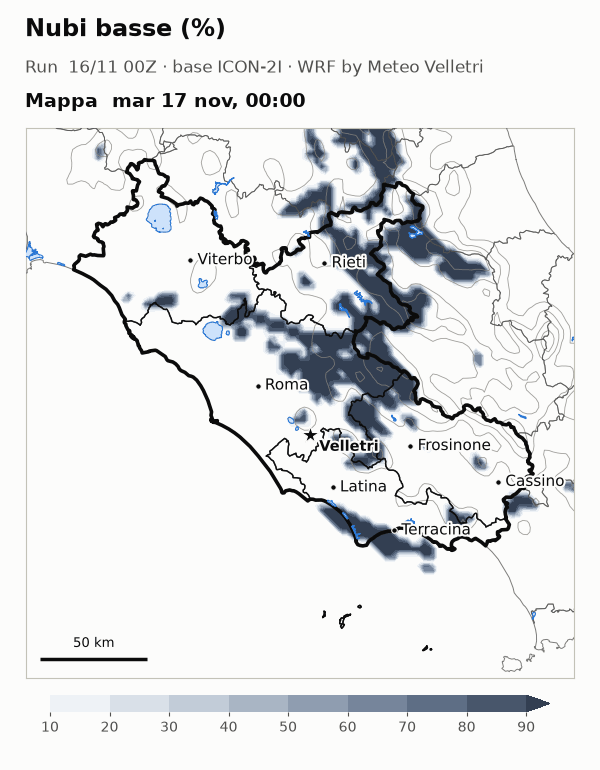 Nubi basse (%)
Run  16/11 00Z · base ICON-2I · WRF by Meteo Velletri
Mappa  mar 17 nov, 00:00
Viterbo
Rieti
Roma
Velletri
Frosinone
Latina
Cassino
Terracina
50 km
10 20 30 40 50 60 70 80 90